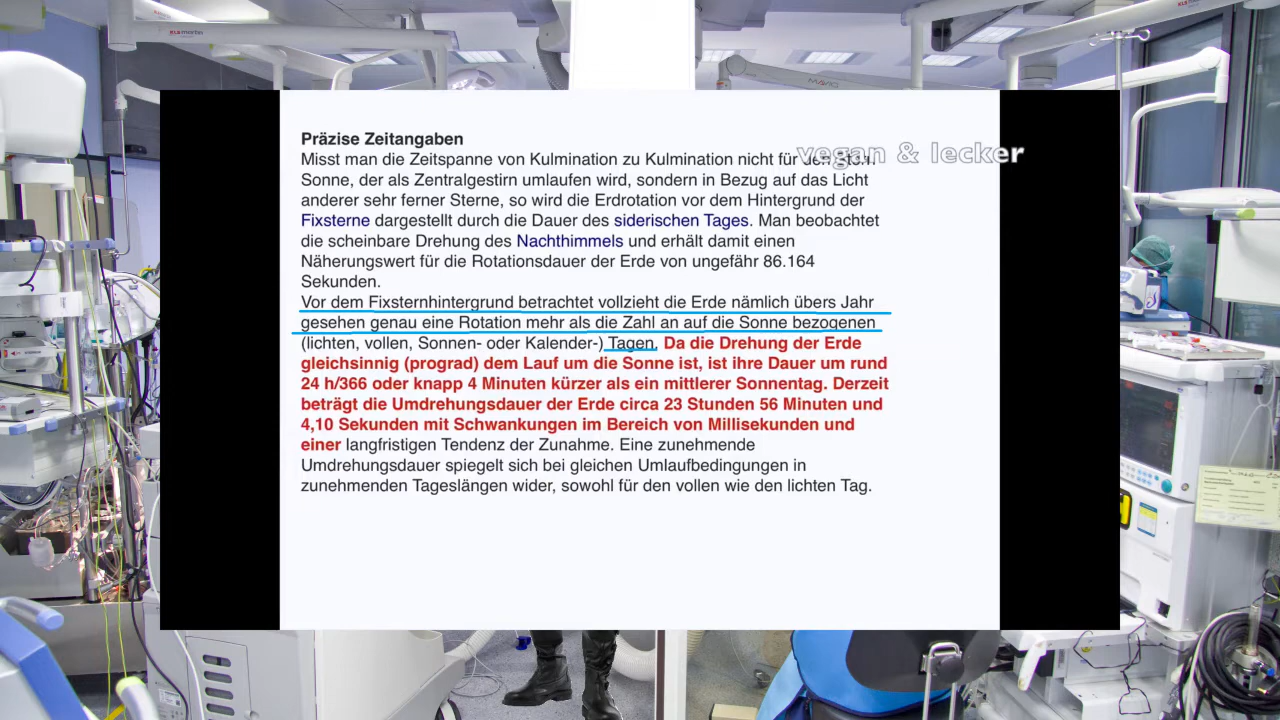 Präzise Zeitangaben
Misst man die Zeitspanne von Kulmination zu Kulmination nicht für den
vegan & lecker
Sonne, der als Zentralgestirn umlaufen wird, sondern in Bezug auf das Licht
anderer sehr ferner Sterne, so wird die Erdrotation vor dem Hintergrund der
Fixsterne dargestellt durch die Dauer des siderischen Tages. Man beobachtet
die scheinbare Drehung des Nachthimmels und erhält damit einen
Näherungswert für die Rotationsdauer der Erde von ungefähr 86.164
Sekunden.
Vor dem Fixsternhintergrund betrachtet vollzieht die Erde nämlich übers Jahr
gesehen genau eine Rotation mehr als die Zahl an auf die Sonne bezogenen
(lichten, vollen, Sonnen- oder Kalender-) Tagen. Da die Drehung der Erde
gleichsinnig (prograd) dem Lauf um die Sonne ist, ist ihre Dauer um rund
24 h/366 oder knapp 4 Minuten kürzer als ein mittlerer Sonnentag. Derzeit
beträgt die Umdrehungsdauer der Erde circa 23 Stunden 56 Minuten und
4,10 Sekunden mit Schwankungen im Bereich von Millisekunden und
einer langfristigen Tendenz der Zunahme. Eine zunehmende
Umdrehungsdauer spiegelt sich bei gleichen Umlaufbedingungen in
zunehmenden Tageslängen wider, sowohl für den vollen wie den lichten Tag.